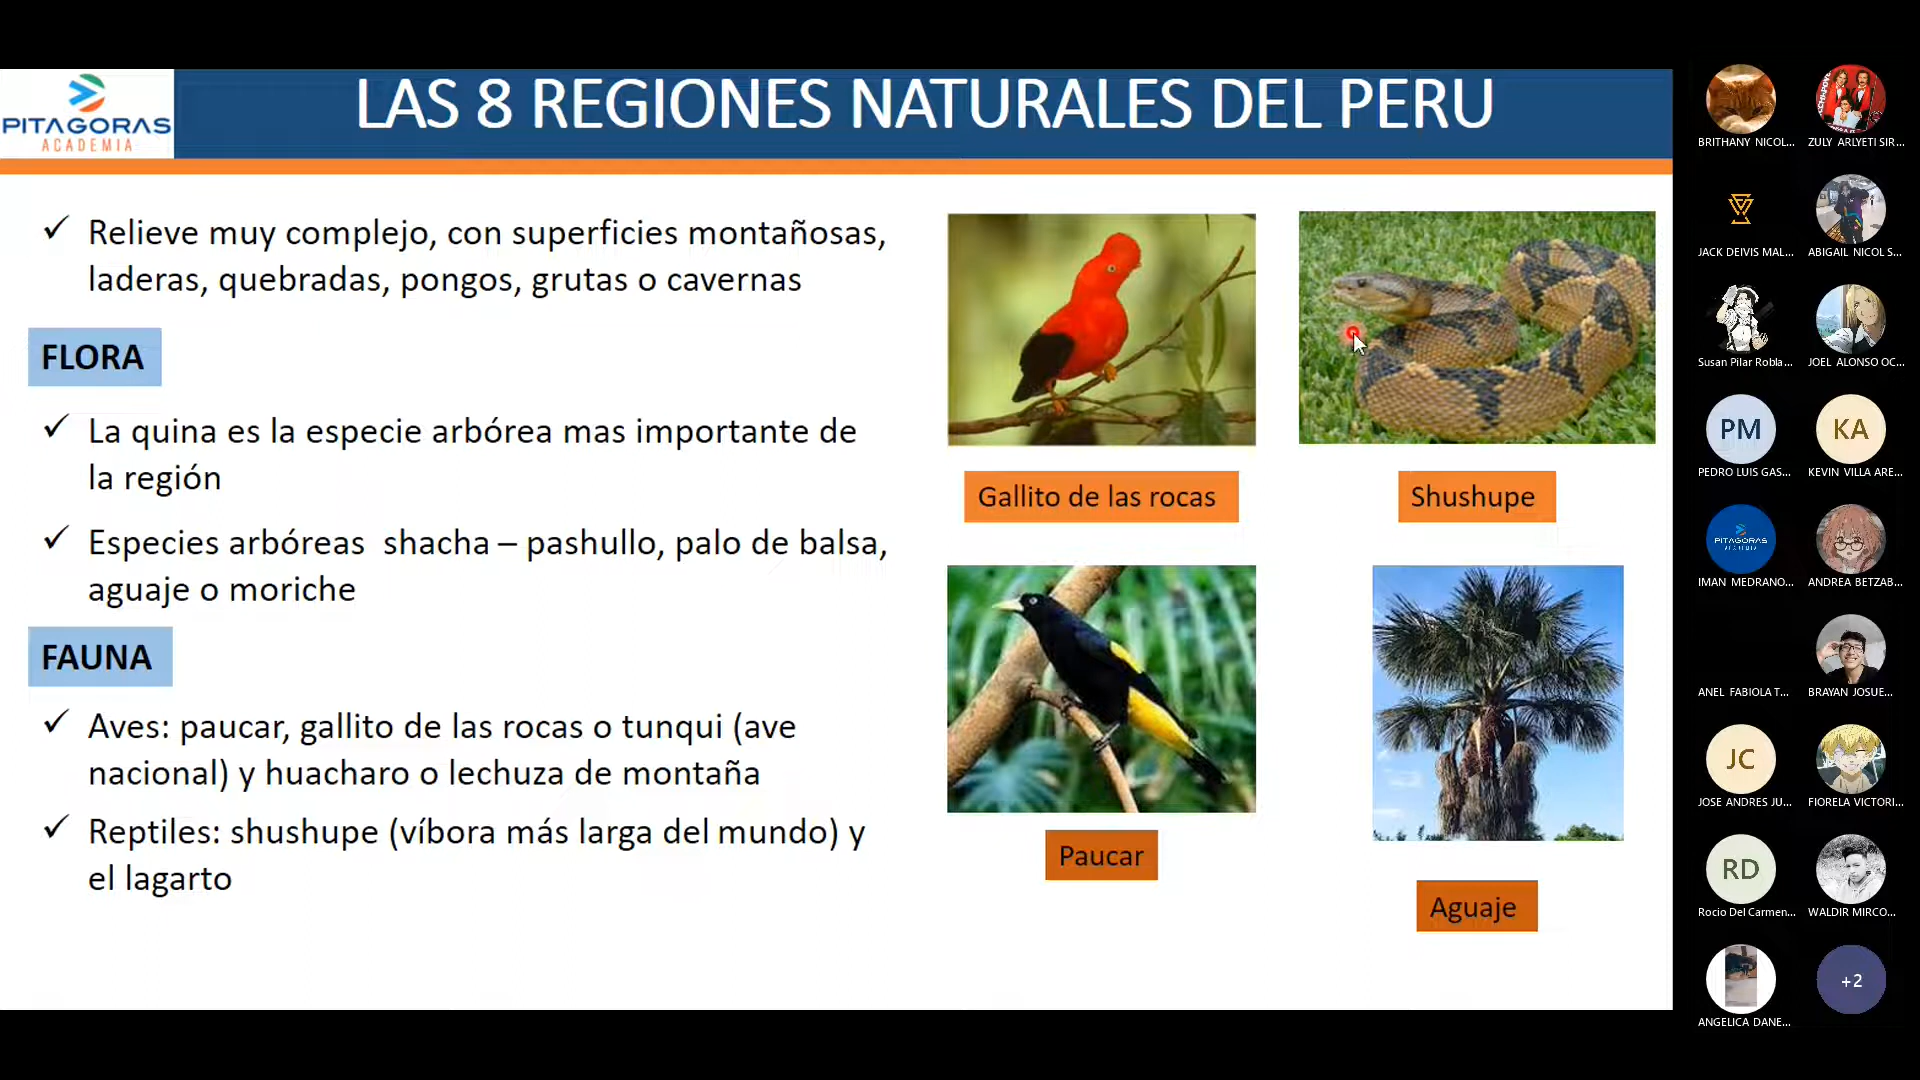 PITAGORAS
ACADEMIA
LAS 8 REGIONES NATURALES DEL PERU
Relieve muy complejo, con superficies montañosas,
laderas, quebradas, pongos, grutas o cavernas
FLORA
La quina es la especie arbórea mas importante de
la región
Especies arbóreas shacha – pashullo, palo de balsa,
aguaje o moriche
FAUNA
Aves: paucar, gallito de las rocas o tunqui (ave
nacional) y huacharo o lechuza de montaña
Reptiles: shushupe (víbora más larga del mundo) y
el lagarto
Gallito de las rocas
Shushupe
Paucar
Aguaje
BRITHANY NICOL...
ZULY ARLYETI SIR...
JACK DEIVIS MAL...
ABIGAIL NICOL S...
Susan Pilar Robla...
JOEL ALONSO OC...
PM
PEDRO LUIS GAS...
KA
KEVIN VILLA ARE...
PITAGORAS
ACADEMIA
IMAN MEDRANO...
ANDREA BETZAB...
ANEL FABIOLA T...
BRAYAN JOSUE...
JC
JOSE ANDRES JU...
FIORELA VICTORI...
RD
Rocio Del Carmen...
WALDIR MIRCO...
ANGELICA DANE...
+2